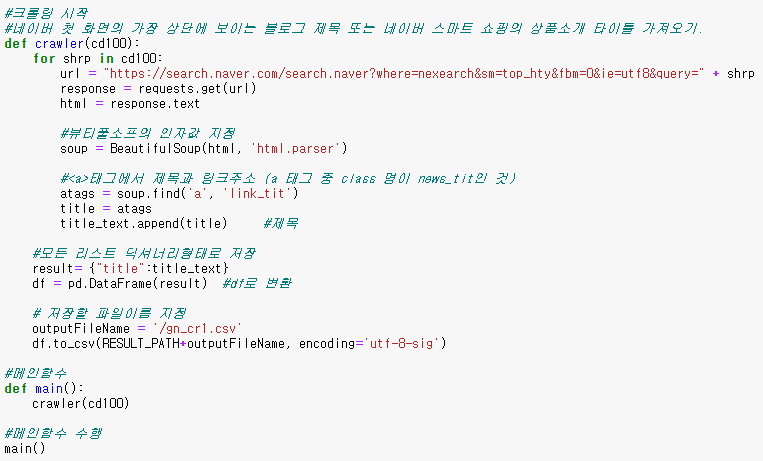 #크롤링 시작
#네이버 첫 화면의 가장 상단에 보이는 블로그 제목 또는 네이버 스마트 쇼핑의 상품소개 타이틀 가져오기.
def crawler(cd100):
    for shrp in cd100:
        url = "https://search.naver.com/search.naver?where=nexearch&sm=top_hty&fbm=0&ie=utf8&query=" + shrp
        response = requests.get(url)
        html = response.text

        #뷰티풀소프의 인자값 지정
        soup = BeautifulSoup(html, 'html.parser')

        #<a>태그에서 제목과 링크주소 (a 태그 중 class 명이 news_tit인 것)
        atags = soup.find('a', 'link_tit')
        title = atags
        title_text.append(title)     #제목

    #모든 리스트 딕셔너리형태로 저장
    result= {"title":title_text}
    df = pd.DataFrame(result)  #df로 변환

    # 저장할 파일이름 지정
    outputFileName = '/gn_cr1.csv'
    df.to_csv(RESULT_PATH+outputFileName, encoding='utf-8-sig')

#메인함수
def main():
    crawler(cd100)

#메인함수 수행
main()